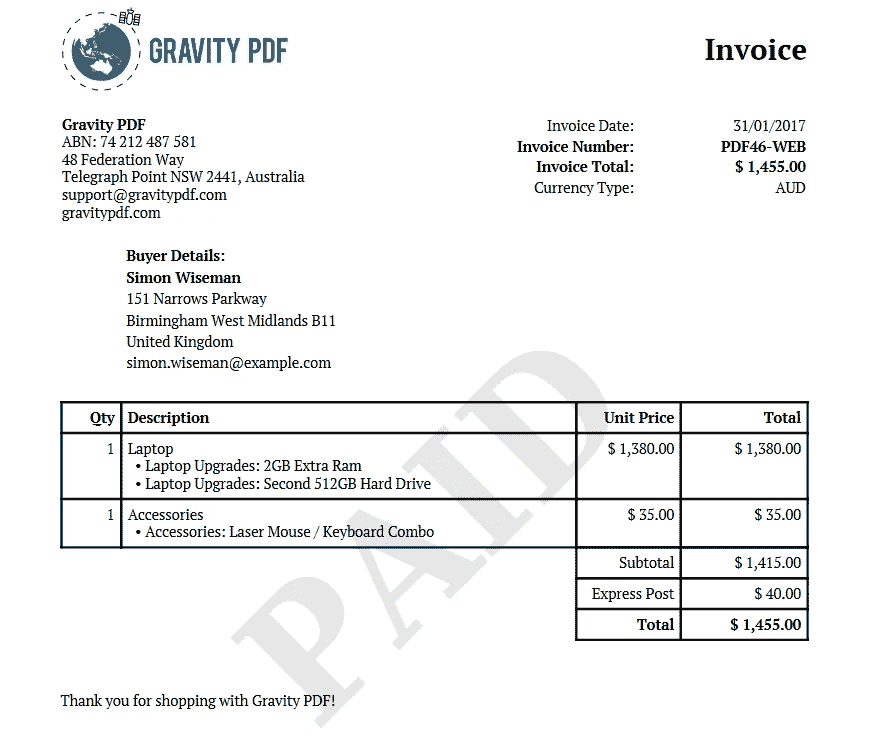 GRAVITY PDF
Invoice
Gravity PDF
ABN: 74 212 487 581
48 Federation Way
Telegraph Point NSW 2441, Australia
support@gravitypdf.com
gravitypdf.com
Invoice Date: 31/01/2017
Invoice Number: PDF46-WEB
Invoice Total: $ 1,455.00
Currency Type: AUD
Buyer Details:
Simon Wiseman
151 Narrows Parkway
Birmingham West Midlands B11
United Kingdom
simon.wiseman@example.com
Qty Description Unit Price Total
1 Laptop $ 1,380.00 $ 1,380.00
• Laptop Upgrades: 2GB Extra Ram
• Laptop Upgrades: Second 512GB Hard Drive
1 Accessories $ 35.00 $ 35.00
• Accessories: Laser Mouse / Keyboard Combo
Subtotal $ 1,415.00
Express Post $ 40.00
Total $ 1,455.00
PAID
Thank you for shopping with Gravity PDF!